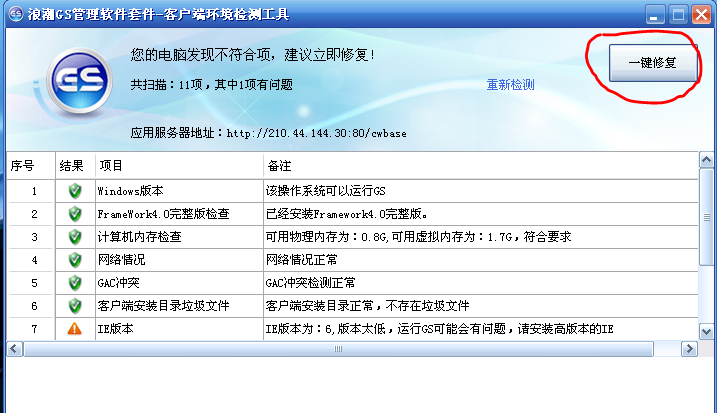 浪潮GS管理软件套件-客户端环境检测工具
GS
您的电脑发现不符合项，建议立即修复！
一键修复
共扫描：11项，其中1项有问题 重新检测
应用服务器地址：http://210.44.144.30:80/cwbase
序号 结果 项目 备注
1 Windows版本 该操作系统可以运行GS
2 FrameWork4.0完整版检查 已经安装Framework4.0完整版。
3 计算机内存检查 可用物理内存为：0.8G,可用虚拟内存为：1.7G，符合要求
4 网络情况 网络情况正常
5 GAC冲突 GAC冲突检测正常
6 客户端安装目录垃圾文件 客户端安装目录正常，不存在垃圾文件
7 IE版本 IE版本为：6,版本太低，运行GS可能会有问题，请安装高版本的IE